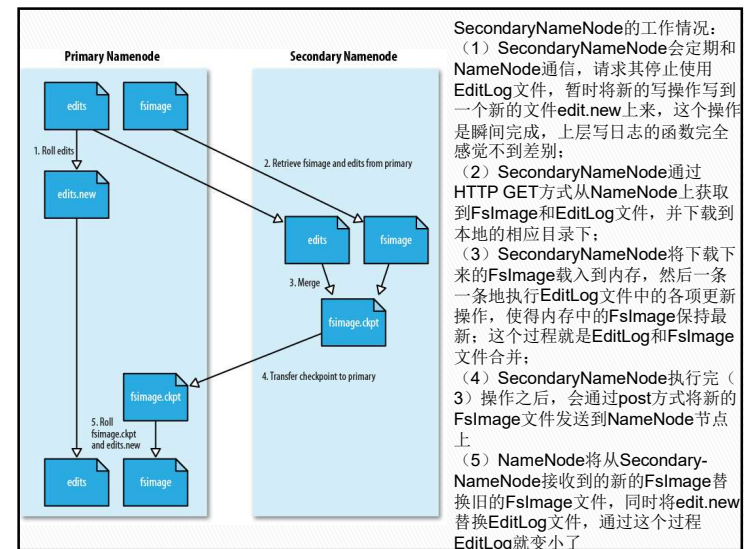 Primary Namenode
Secondary Namenode
edits
fsimage
1. Roll edits
2. Retrieve fsimage and edits from primary
edits.new
edits
fsimage
3. Merge
fsimage.ckpt
4. Transfer checkpoint to primary
fsimage.ckpt
5. Roll
fsimage.ckpt
and edits.new
edits
fsimage
SecondaryNameNode的工作情况：
（1）SecondaryNameNode会定期和
NameNode通信，请求其停止使用
EditLog文件，暂时将新的写操作写到
一个新的文件edit.new上来，这个操作
是瞬间完成，上层写日志的函数完全
感觉不到差别；
（2）SecondaryNameNode通过
HTTP GET方式从NameNode上获取
到FsImage和EditLog文件，并下载到
本地的相应目录下；
（3）SecondaryNameNode将下载下
来的FsImage载入到内存，然后一条
一条地执行EditLog文件中的各项更新
操作，使得内存中的FsImage保持最
新；这个过程就是EditLog和FsImage
文件合并；
（4）SecondaryNameNode执行完（
3）操作之后，会通过post方式将新的
FsImage文件发送到NameNode节点
上
（5）NameNode将从Secondary-
NameNode接收到的新的FsImage替
换旧的FsImage文件，同时将edit.new
替换EditLog文件，通过这个过程
EditLog就变小了